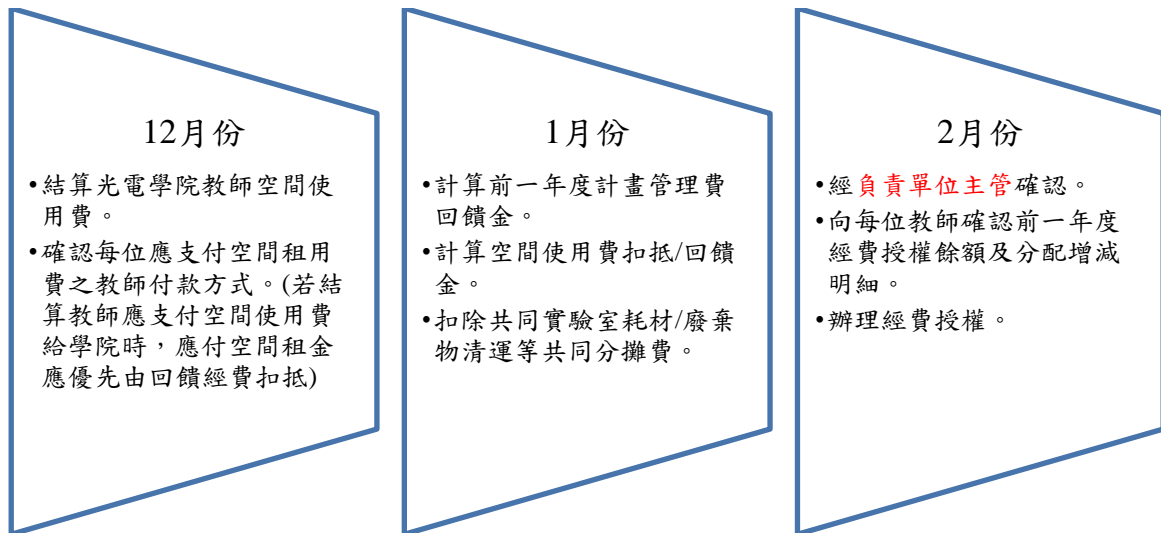 12月份
•結算光電學院教師空間使
用費。
•確認每位應支付空間租用
費之教師付款方式。(若結
算教師應支付空間使用費
給學院時，應付空間租金
應優先由回饋經費扣抵)
1月份
•計算前一年度計畫管理費
回饋金。
•計算空間使用費扣抵/回饋
金。
•扣除共同實驗室耗材/廢棄
物清運等共同分攤費。
2月份
•經負責單位主管確認。
•向每位教師確認前一年度
經費授權餘額及分配增減
明細。
•辦理經費授權。